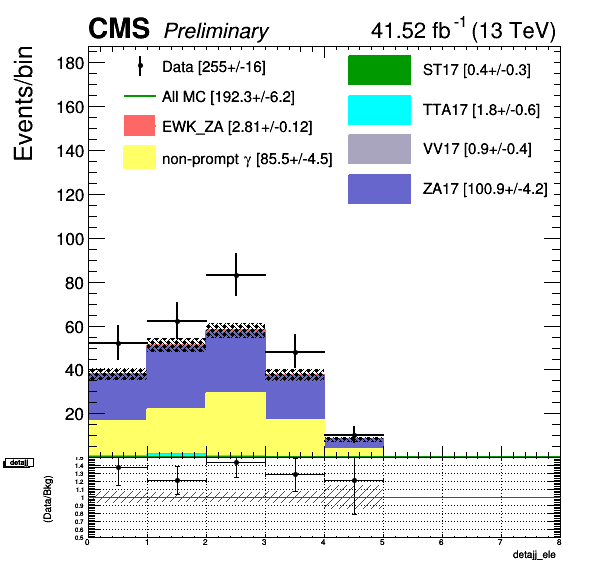 CMS Preliminary 41.52 fb⁻¹ (13 TeV)
Events/bin
180
160
140
120
100
80
60
40
20
Data [255+/-16]
All MC [192.3+/-6.2]
EWK_ZA [2.81+/-0.12]
non-prompt γ [85.5+/-4.5]
ST17 [0.4+/-0.3]
TTA17 [1.8+/-0.6]
VV17 [0.9+/-0.4]
ZA17 [100.9+/-4.2]
detajj
(Data/Bkg)
1.5
1.4
1.3
1.2
1.1
1
0.9
0.8
0.7
0.6
0.5
0 1 2 3 4 5 6 7 8
detajj_ele